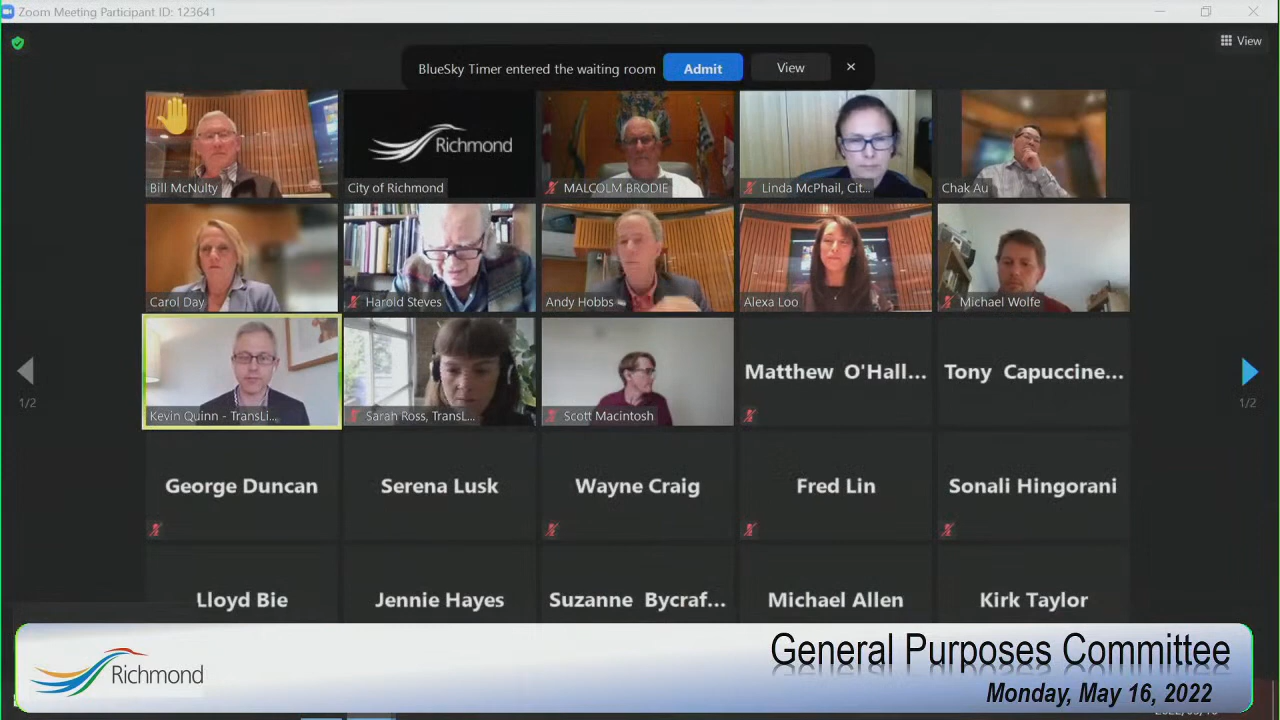 Zoom Meeting Participant ID: 123641
View
BlueSky Timer entered the waiting room
Admit
View
Richmond
Bill McNulty
City of Richmond
MALCOLM BRODIE
Linda McPhail, Cit...
Chak Au
Carol Day
Harold Steves
Andy Hobbs
Alexa Loo
Michael Wolfe
Kevin Quinn - TransLi...
Sarah Ross, TransL...
Scott Macintosh
Matthew O'Hall...
Tony Capuccine...
1/2
1/2
George Duncan
Serena Lusk
Wayne Craig
Fred Lin
Sonali Hingorani
Lloyd Bie
Jennie Hayes
Suzanne Bycraf...
Michael Allen
Kirk Taylor
Richmond
General Purposes Committee
Monday, May 16, 2022